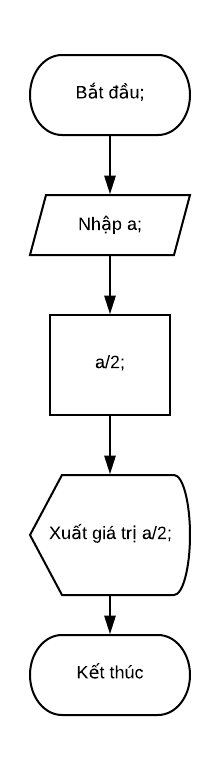 Bắt đầu;
Nhập a;
a/2;
Xuất giá trị a/2;
Kết thúc